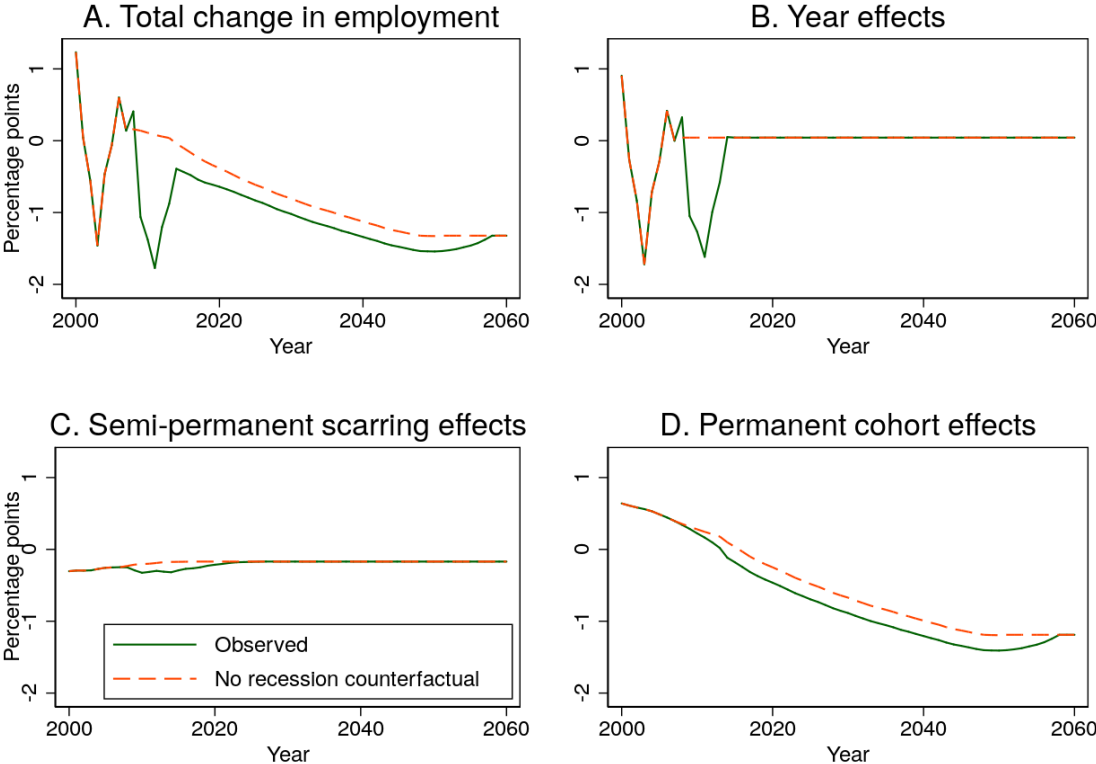 A. Total change in employment
Percentage points
1
0
-1
-2
2000 2020 2040 2060
Year
B. Year effects
1
0
-1
-2
2000 2020 2040 2060
Year
C. Semi-permanent scarring effects
Percentage points
1
0
-1
-2
Observed
No recession counterfactual
2000 2020 2040 2060
Year
D. Permanent cohort effects
1
0
-1
-2
2000 2020 2040 2060
Year